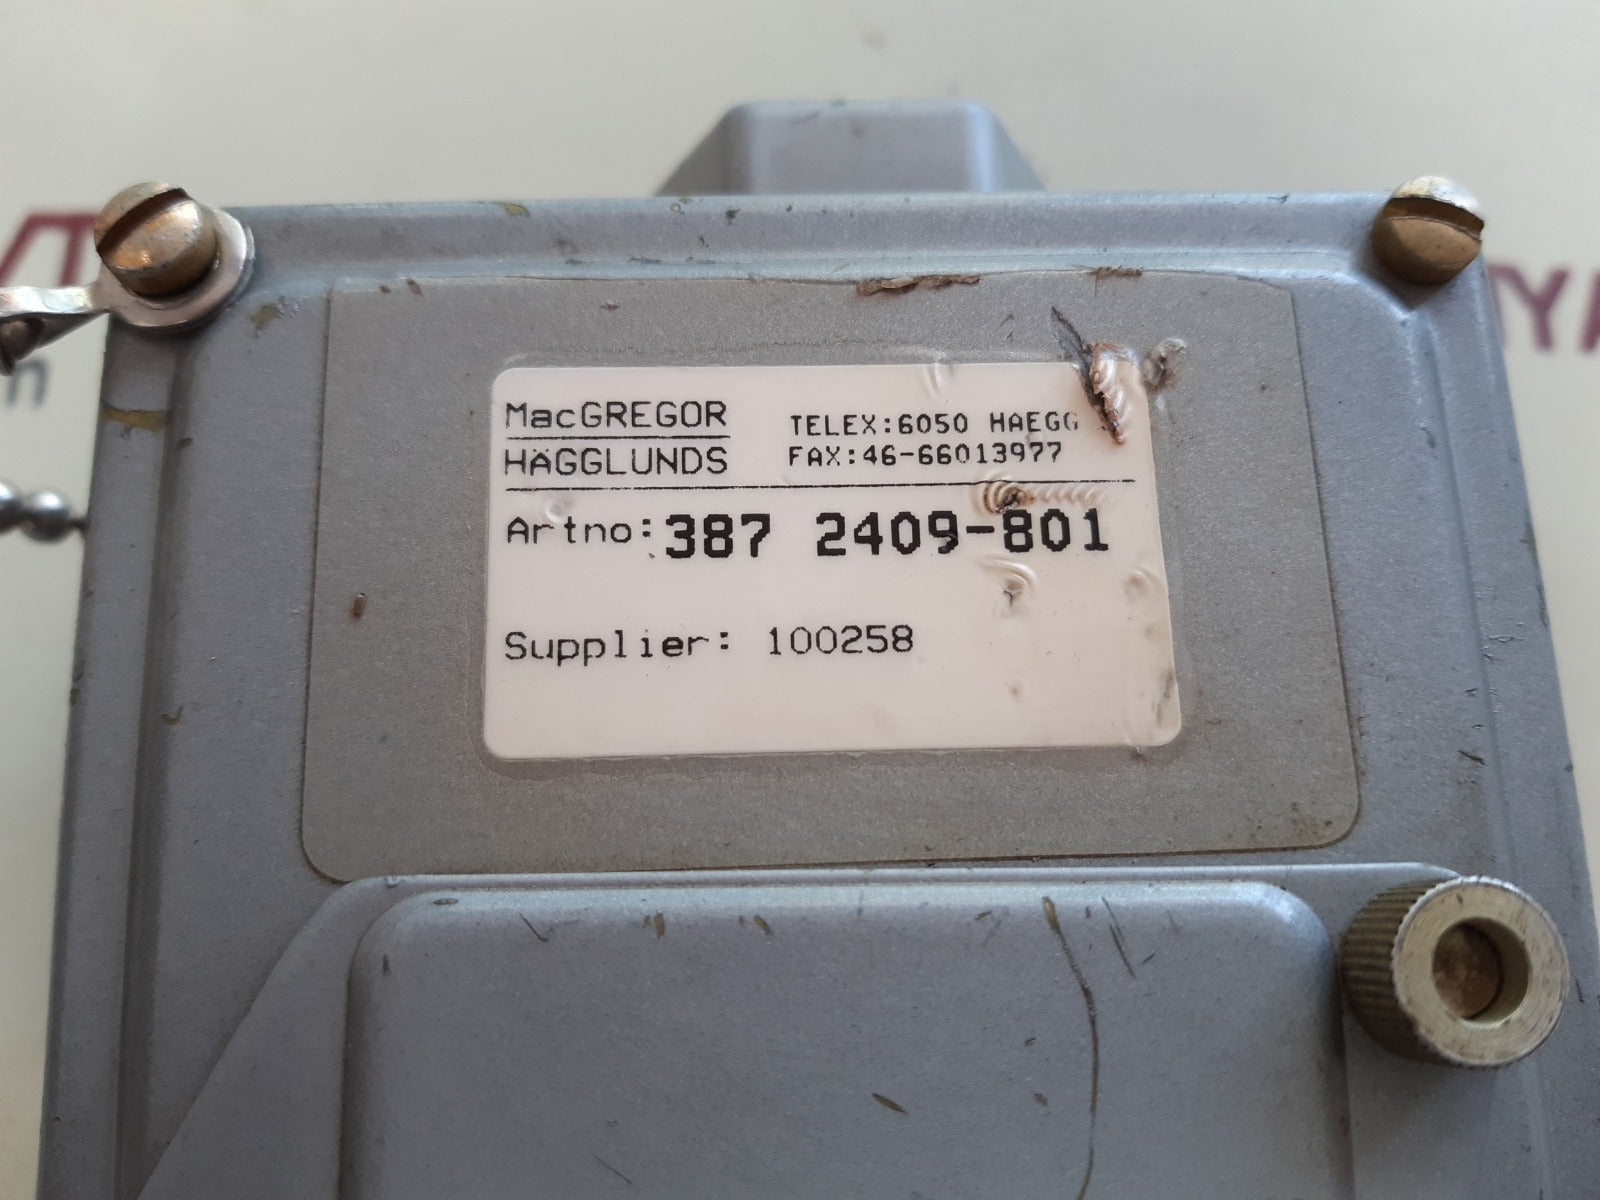 MacGREGOR
HÄGGLUNDS
TELEX:6050 HAEGG
FAX:46-66013977
Artno:387 2409-801
Supplier: 100258